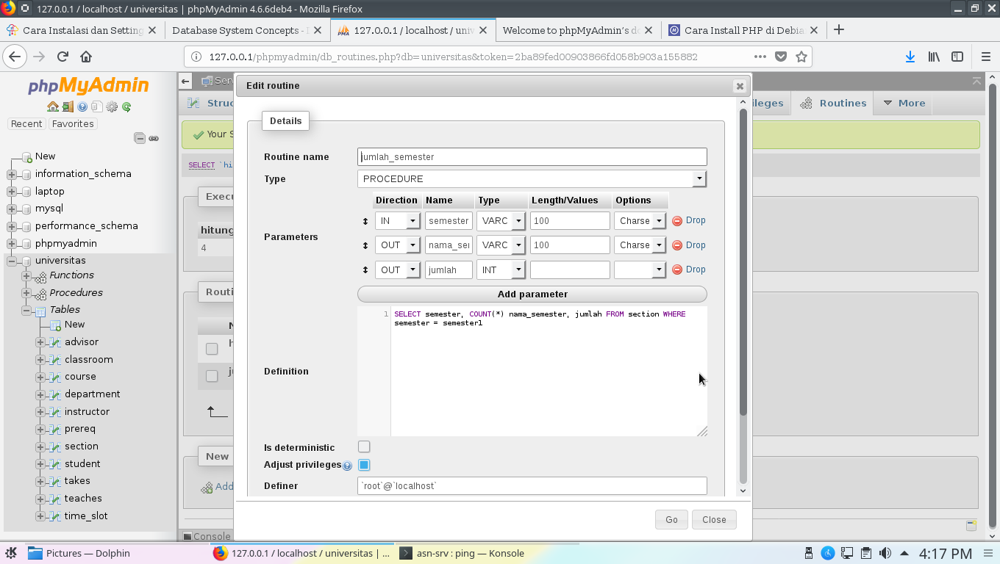 127.0.0.1 / localhost / universitas | phpMyAdmin 4.6.6deb4 - Mozilla Firefox
Cara Instalasi dan Setting
Database System Concepts -
127.0.0.1 / localhost / univ
Welcome to phpMyAdmin's do
Cara Install PHP di Debia
127.0.0.1/phpmyadmin/db_routines.php?db=universitas&token=2ba89fed00903866fd058b903a155882
phpMyAdmin
Recent
Favorites
New
information_schema
laptop
mysql
performance_schema
phpmyadmin
universitas
Functions
Procedures
Tables
New
advisor
classroom
course
department
instructor
prereq
section
student
takes
teaches
time_slot
Serv
Struc
ileges
Routines
More
Your S
SELECT `hi
Execu
hitung
4
Routi
N
h
ju
New
Add
Console
Edit routine
Details
Routine name
jumlah_semester
Type
PROCEDURE
Direction Name Type Length/Values Options
Parameters
IN semester VARC 100 Charse Drop
OUT nama_sei VARC 100 Charse Drop
OUT jumlah INT Drop
Add parameter
Definition
1 SELECT semester, COUNT(*) nama_semester, jumlah FROM section WHERE
semester = semester1
Is deterministic
Adjust privileges
Definer
`root`@`localhost`
Go
Close
Pictures — Dolphin
127.0.0.1 / localhost / universitas | ...
asn-srv : ping — Konsole
4:17 PM